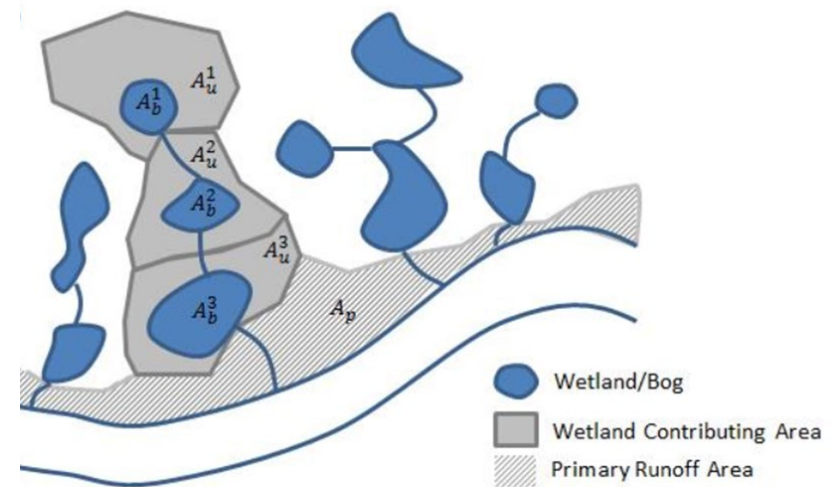 A_u^1
A_b^1
A_u^2
A_b^2
A_u^3
A_b^3
A_p
Wetland/Bog
Wetland Contributing Area
Primary Runoff Area